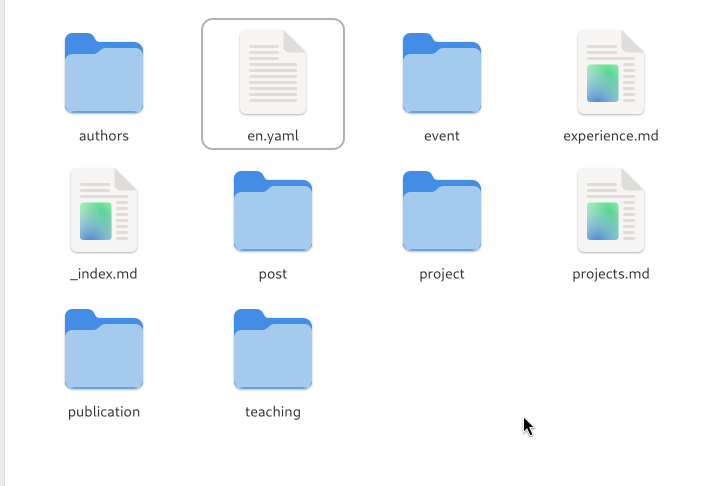 authors
en.yaml
event
experience.md
_index.md
post
project
projects.md
publication
teaching